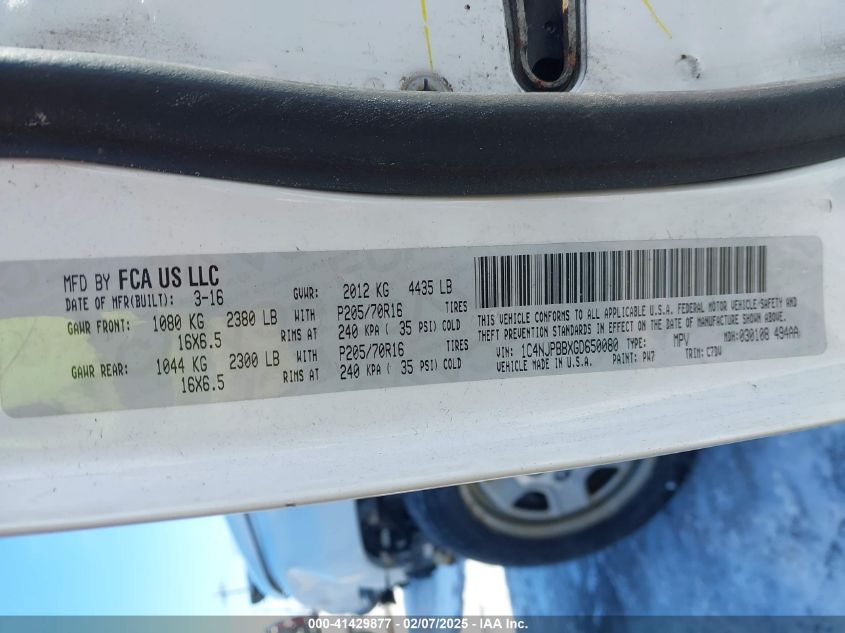 MFD BY FCA US LLC
DATE OF MFR(BUILT): 3-16 GVWR: 2012 KG 4435 LB
GAWR FRONT: 1080 KG 2380 LB WITH P205/70R16 TIRES
16X6.5 RIMS AT 240 KPA ( 35 PSI) COLD
GAWR REAR: 1044 KG 2300 LB WITH P205/70R16 TIRES
16X6.5 RIMS AT 240 KPA ( 35 PSI) COLD
THIS VEHICLE CONFORMS TO ALL APPLICABLE U.S.A. FEDERAL MOTOR VEHICLE SAFETY AND
THEFT PREVENTION STANDARDS IN EFFECT ON THE DATE OF MANUFACTURE SHOWN ABOVE.
VIN: 1C4NJPBBXGD650080 TYPE: MPV MDH:030108 494AA
VEHICLE MADE IN U.S.A. PAINT: PW7 TRIM: C7DV
000-41429877 - 02/07/2025 - IAA Inc.